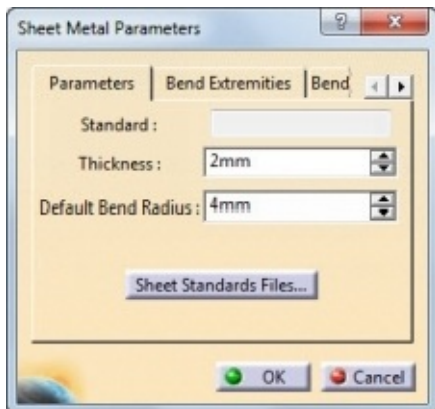 Sheet Metal Parameters
Parameters Bend Extremities Bend
Standard :
Thickness : 2mm
Default Bend Radius : 4mm
Sheet Standards Files...
OK Cancel